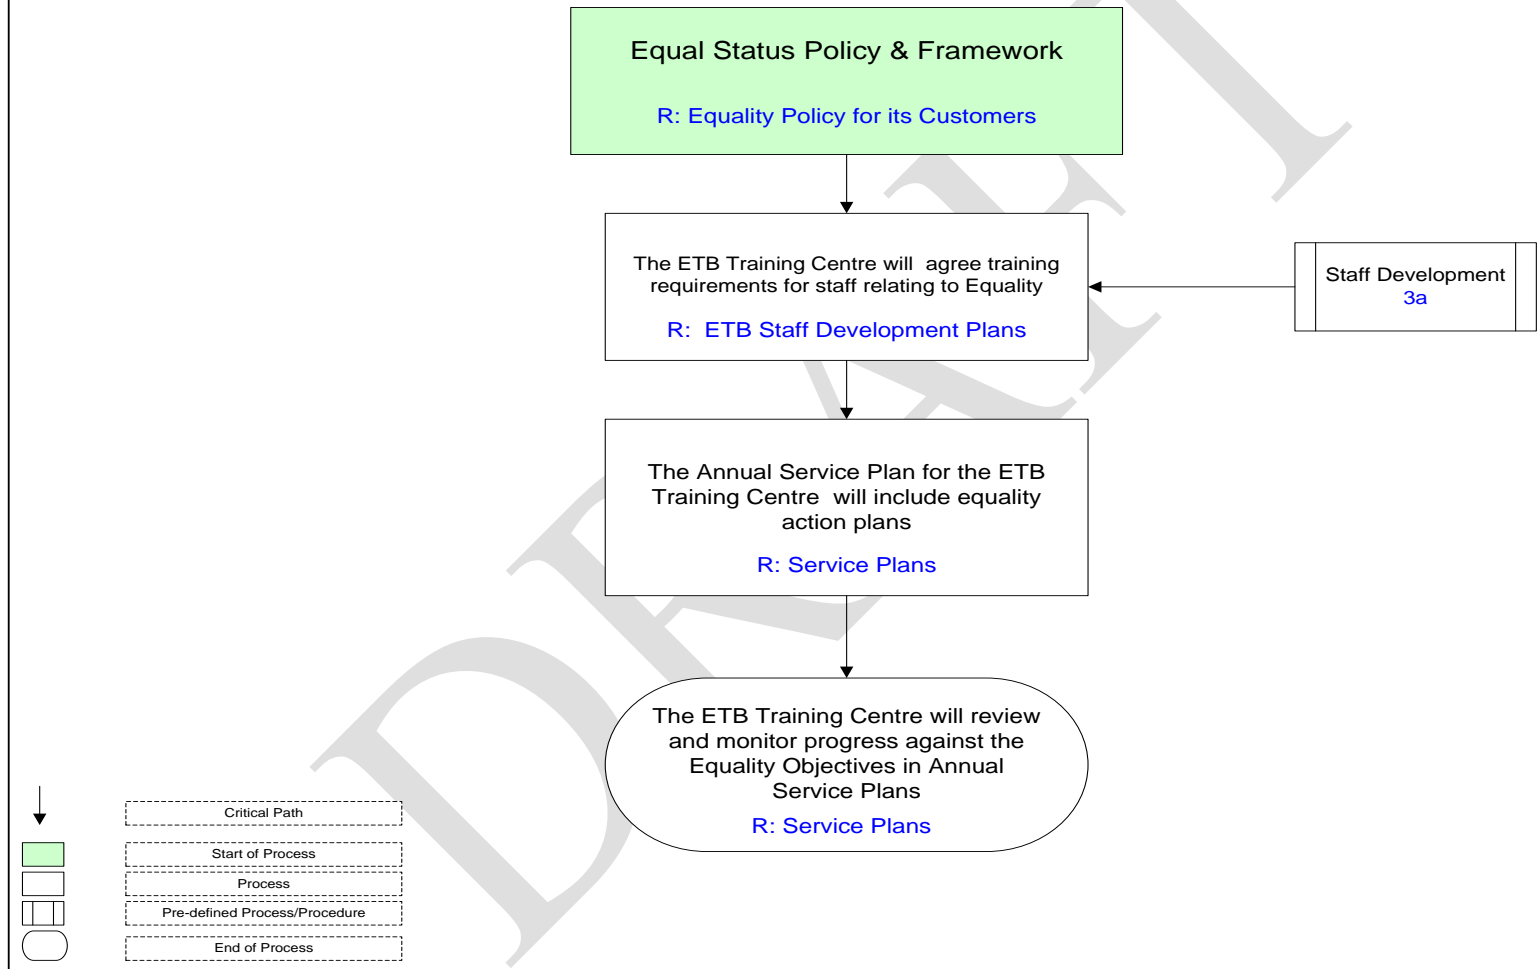 Equal Status Policy & Framework
R: Equality Policy for its Customers
The ETB Training Centre will agree training
requirements for staff relating to Equality
R: ETB Staff Development Plans
Staff Development
3a
The Annual Service Plan for the ETB
Training Centre will include equality
action plans
R: Service Plans
The ETB Training Centre will review
and monitor progress against the
Equality Objectives in Annual
Service Plans
R: Service Plans
Critical Path
Start of Process
Process
Pre-defined Process/Procedure
End of Process
DRAFT